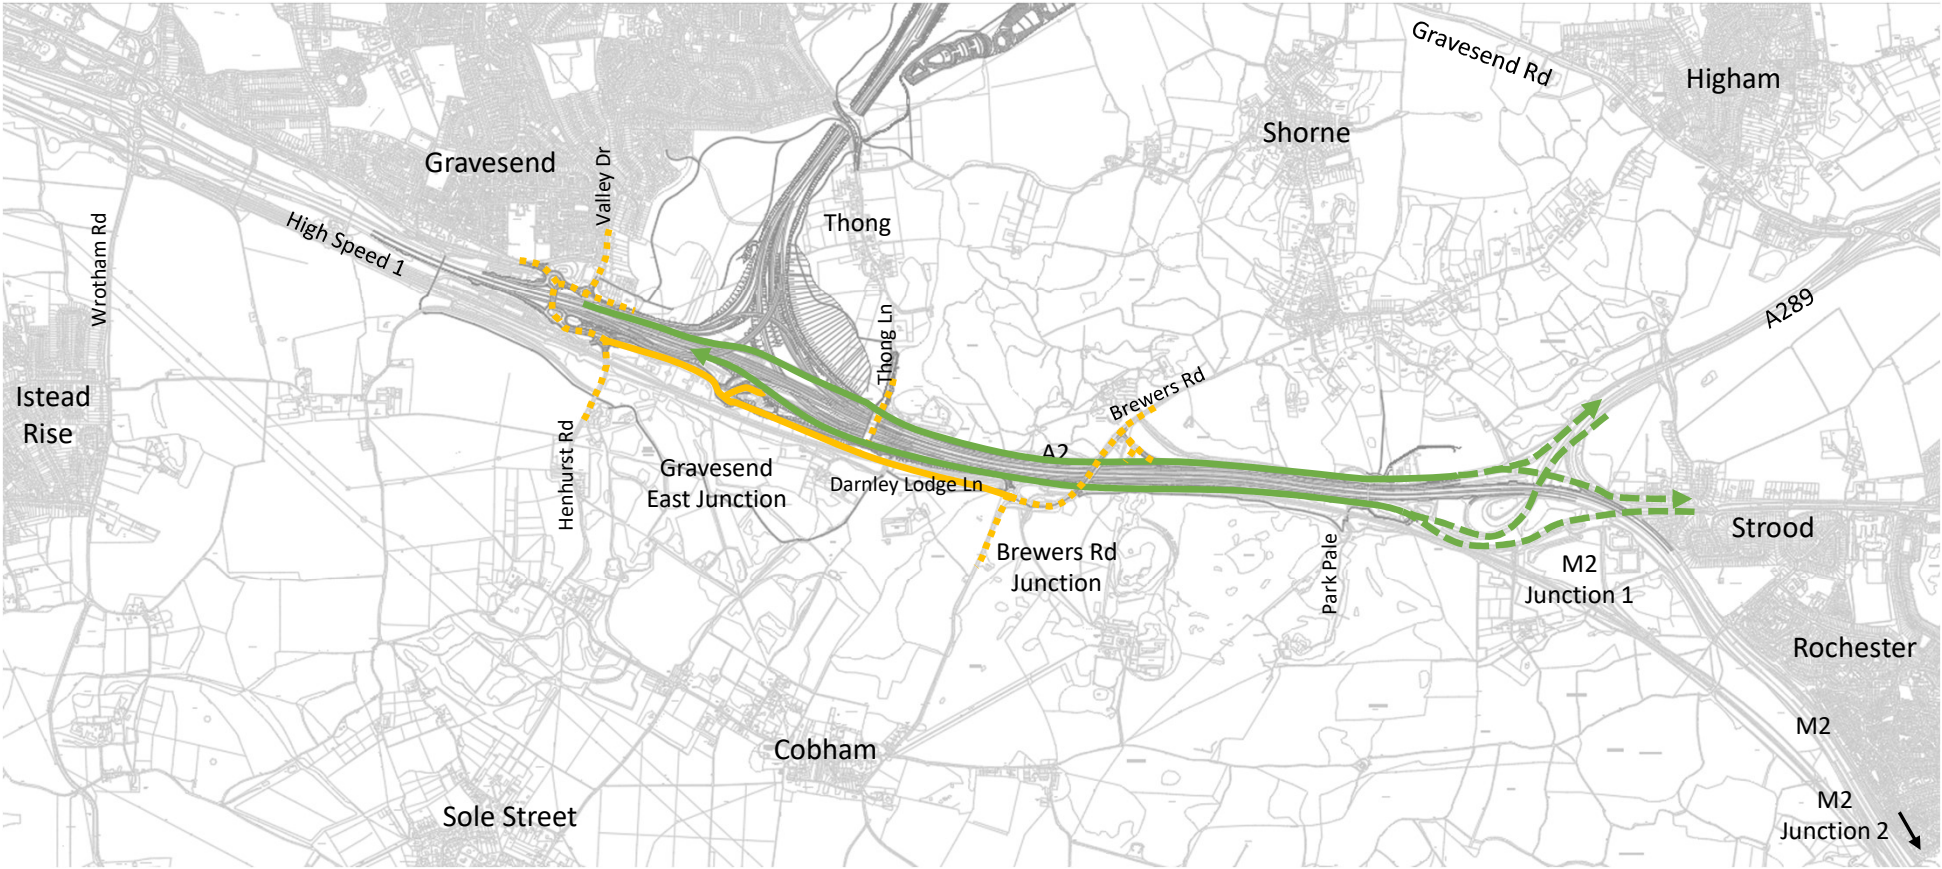 Gravesend Rd
Higham
Shorne
Gravesend
Valley Dr
Thong
High Speed 1
Wrotham Rd
A289
Thong Ln
Istead
Rise
Brewers Rd
Henhurst Rd
A2
Gravesend
East Junction
Darnley Lodge Ln
Strood
Brewers Rd
Junction
Park Pale
M2
Junction 1
Rochester
M2
Cobham
Sole Street
M2
Junction 2